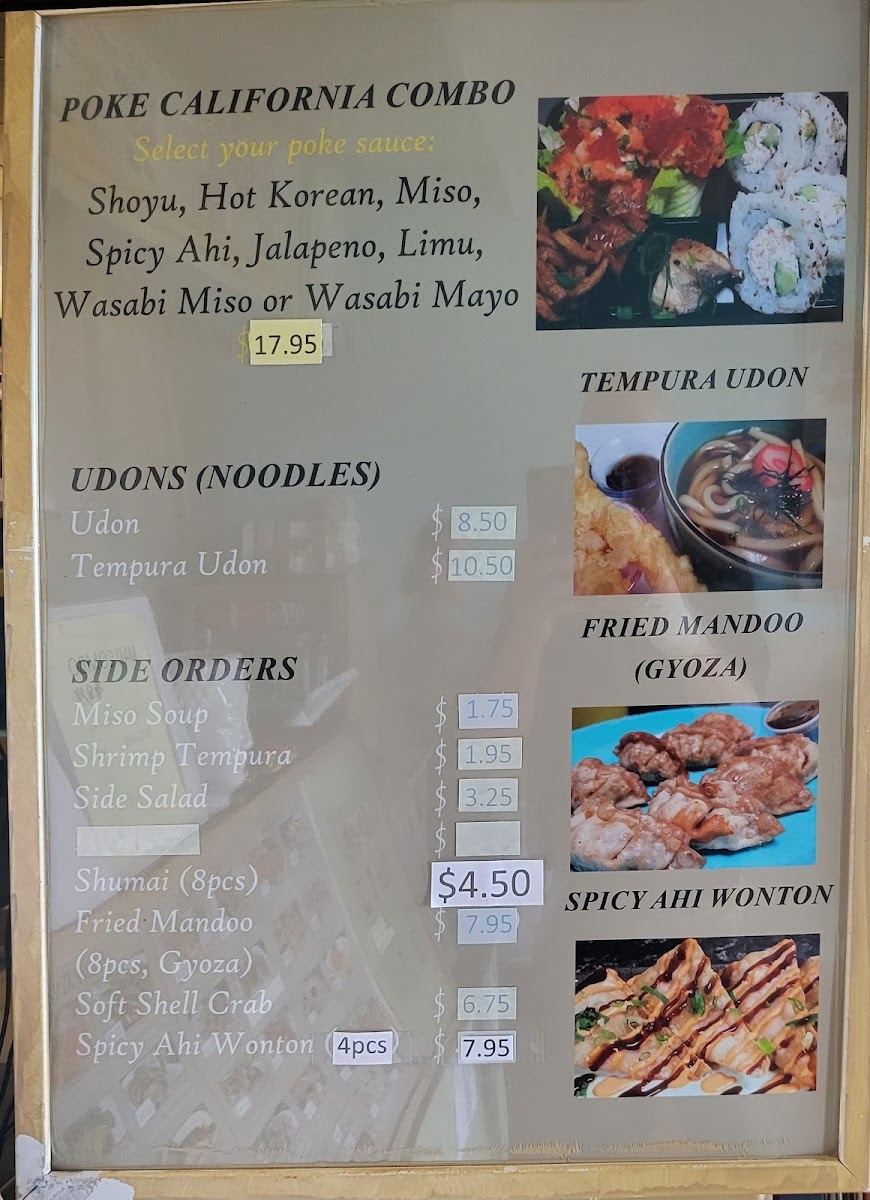 POKE CALIFORNIA COMBO
Select your poke sauce:
Shoyu, Hot Korean, Miso,
Spicy Ahi, Jalapeno, Limu,
Wasabi Miso or Wasabi Mayo
$ 17.95
TEMPURA UDON
UDONS (NOODLES)
Udon $ 8.50
Tempura Udon $ 10.50
FRIED MANDOO
(GYOZA)
SIDE ORDERS
Miso Soup $ 1.75
Shrimp Tempura $ 1.95
Side Salad $ 3.25
$
Shumai (8pcs) $4.50
SPICY AHI WONTON
Fried Mandoo $ 7.95
(8pcs, Gyoza)
Soft Shell Crab $ 6.75
Spicy Ahi Wonton (4pcs) $ 7.95